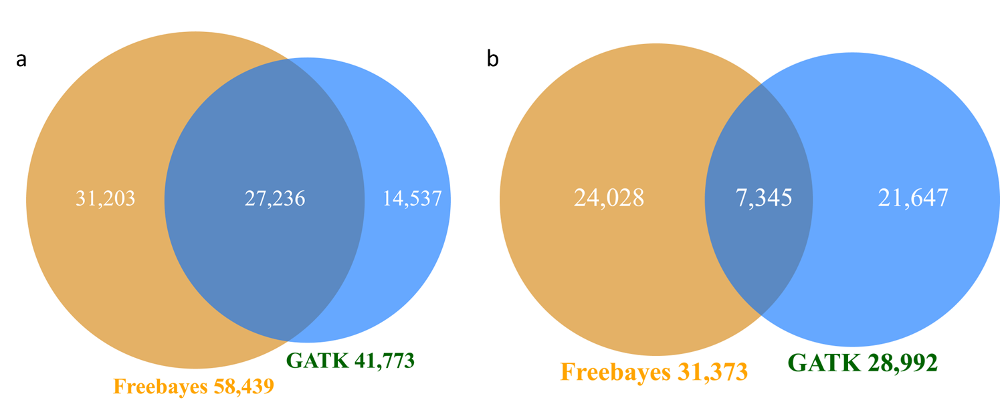 a
31,203
27,236
14,537
GATK 41,773
Freebayes 58,439
b
24,028
7,345
21,647
Freebayes 31,373
GATK 28,992